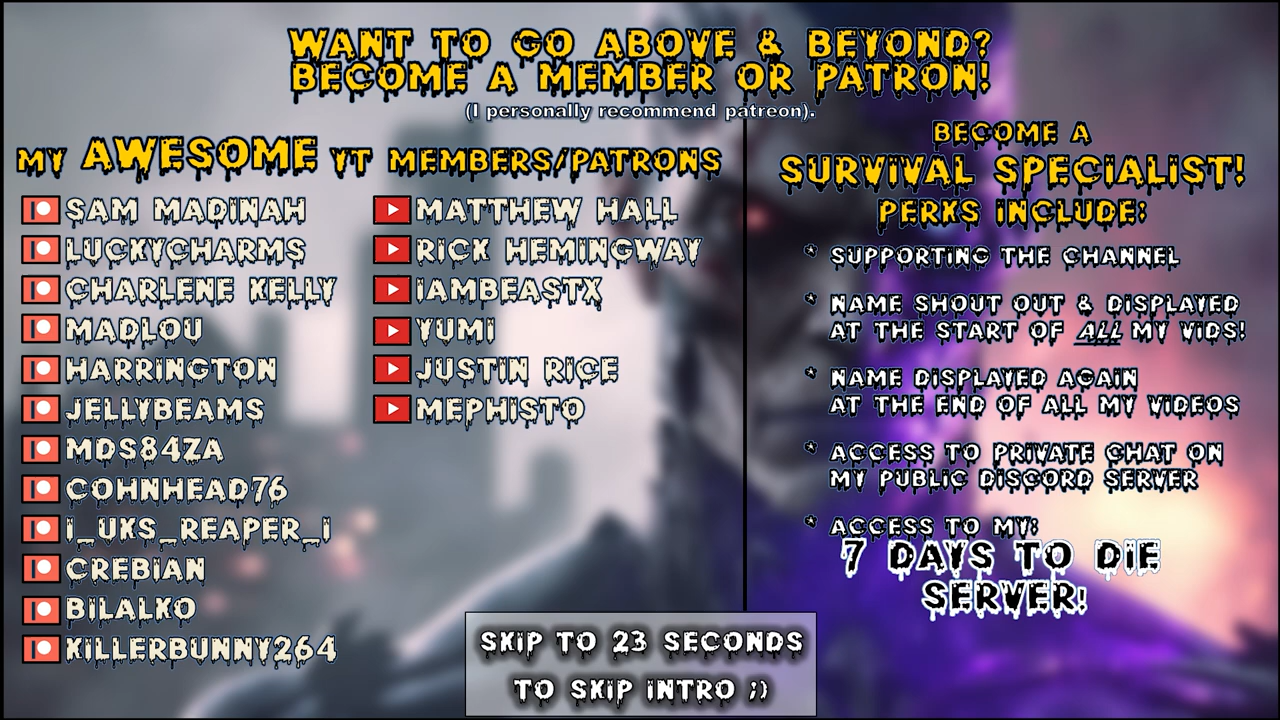 WANT TO GO ABOVE & BEYOND?
BECOME A MEMBER OR PATRON!
(I personally recommend patreon).
MY AWESOME YT MEMBERS/PATRONS
SAM MADINAH
LUCKYCHARMS
CHARLENE KELLY
MADLOU
HARRINGTON
JELLYBEAMS
MDS84ZA
COHNHEAD76
I_UKS_REAPER_I
CREBIAN
BILALKO
KILLERBUNNY264
MATTHEW HALL
RICK HEMINGWAY
IAMBEASTX
YUMI
JUSTIN RICE
MEPHISTO
BECOME A
SURVIVAL SPECIALIST!
PERKS INCLUDE:
* SUPPORTING THE CHANNEL
* NAME SHOUT OUT & DISPLAYED
AT THE START OF ALL MY VIDS!
* NAME DISPLAYED AGAIN
AT THE END OF ALL MY VIDEOS
* ACCESS TO PRIVATE CHAT ON
MY PUBLIC DISCORD SERVER
* ACCESS TO MY:
7 DAYS TO DIE
SERVER!
SKIP TO 23 SECONDS
TO SKIP INTRO ;)